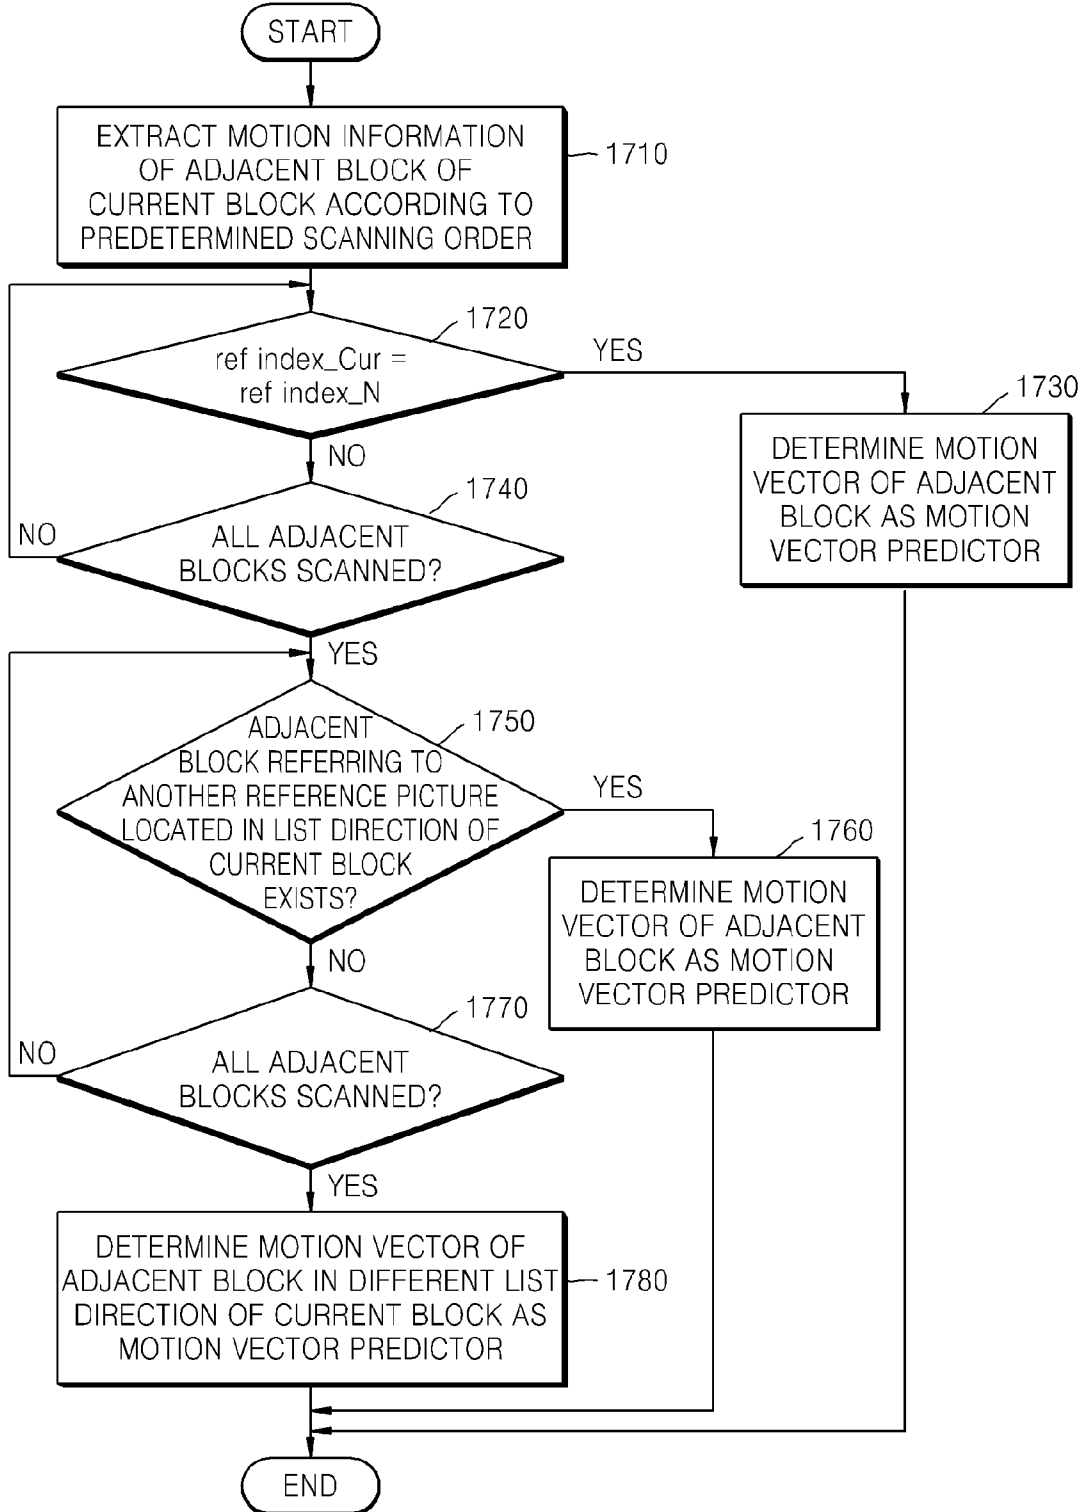 START
EXTRACT MOTION INFORMATION
OF ADJACENT BLOCK OF
CURRENT BLOCK ACCORDING TO
PREDETERMINED SCANNING ORDER
1710
1720
ref index_Cur =
ref index_N
YES
NO
1730
DETERMINE MOTION
VECTOR OF ADJACENT
BLOCK AS MOTION
VECTOR PREDICTOR
1740
ALL ADJACENT
BLOCKS SCANNED?
NO
YES
1750
ADJACENT
BLOCK REFERRING TO
ANOTHER REFERENCE PICTURE
LOCATED IN LIST DIRECTION OF
CURRENT BLOCK
EXISTS?
YES
NO
1760
DETERMINE MOTION
VECTOR OF ADJACENT
BLOCK AS MOTION
VECTOR PREDICTOR
1770
ALL ADJACENT
BLOCKS SCANNED?
NO
YES
DETERMINE MOTION VECTOR OF
ADJACENT BLOCK IN DIFFERENT LIST
DIRECTION OF CURRENT BLOCK AS
MOTION VECTOR PREDICTOR
1780
END